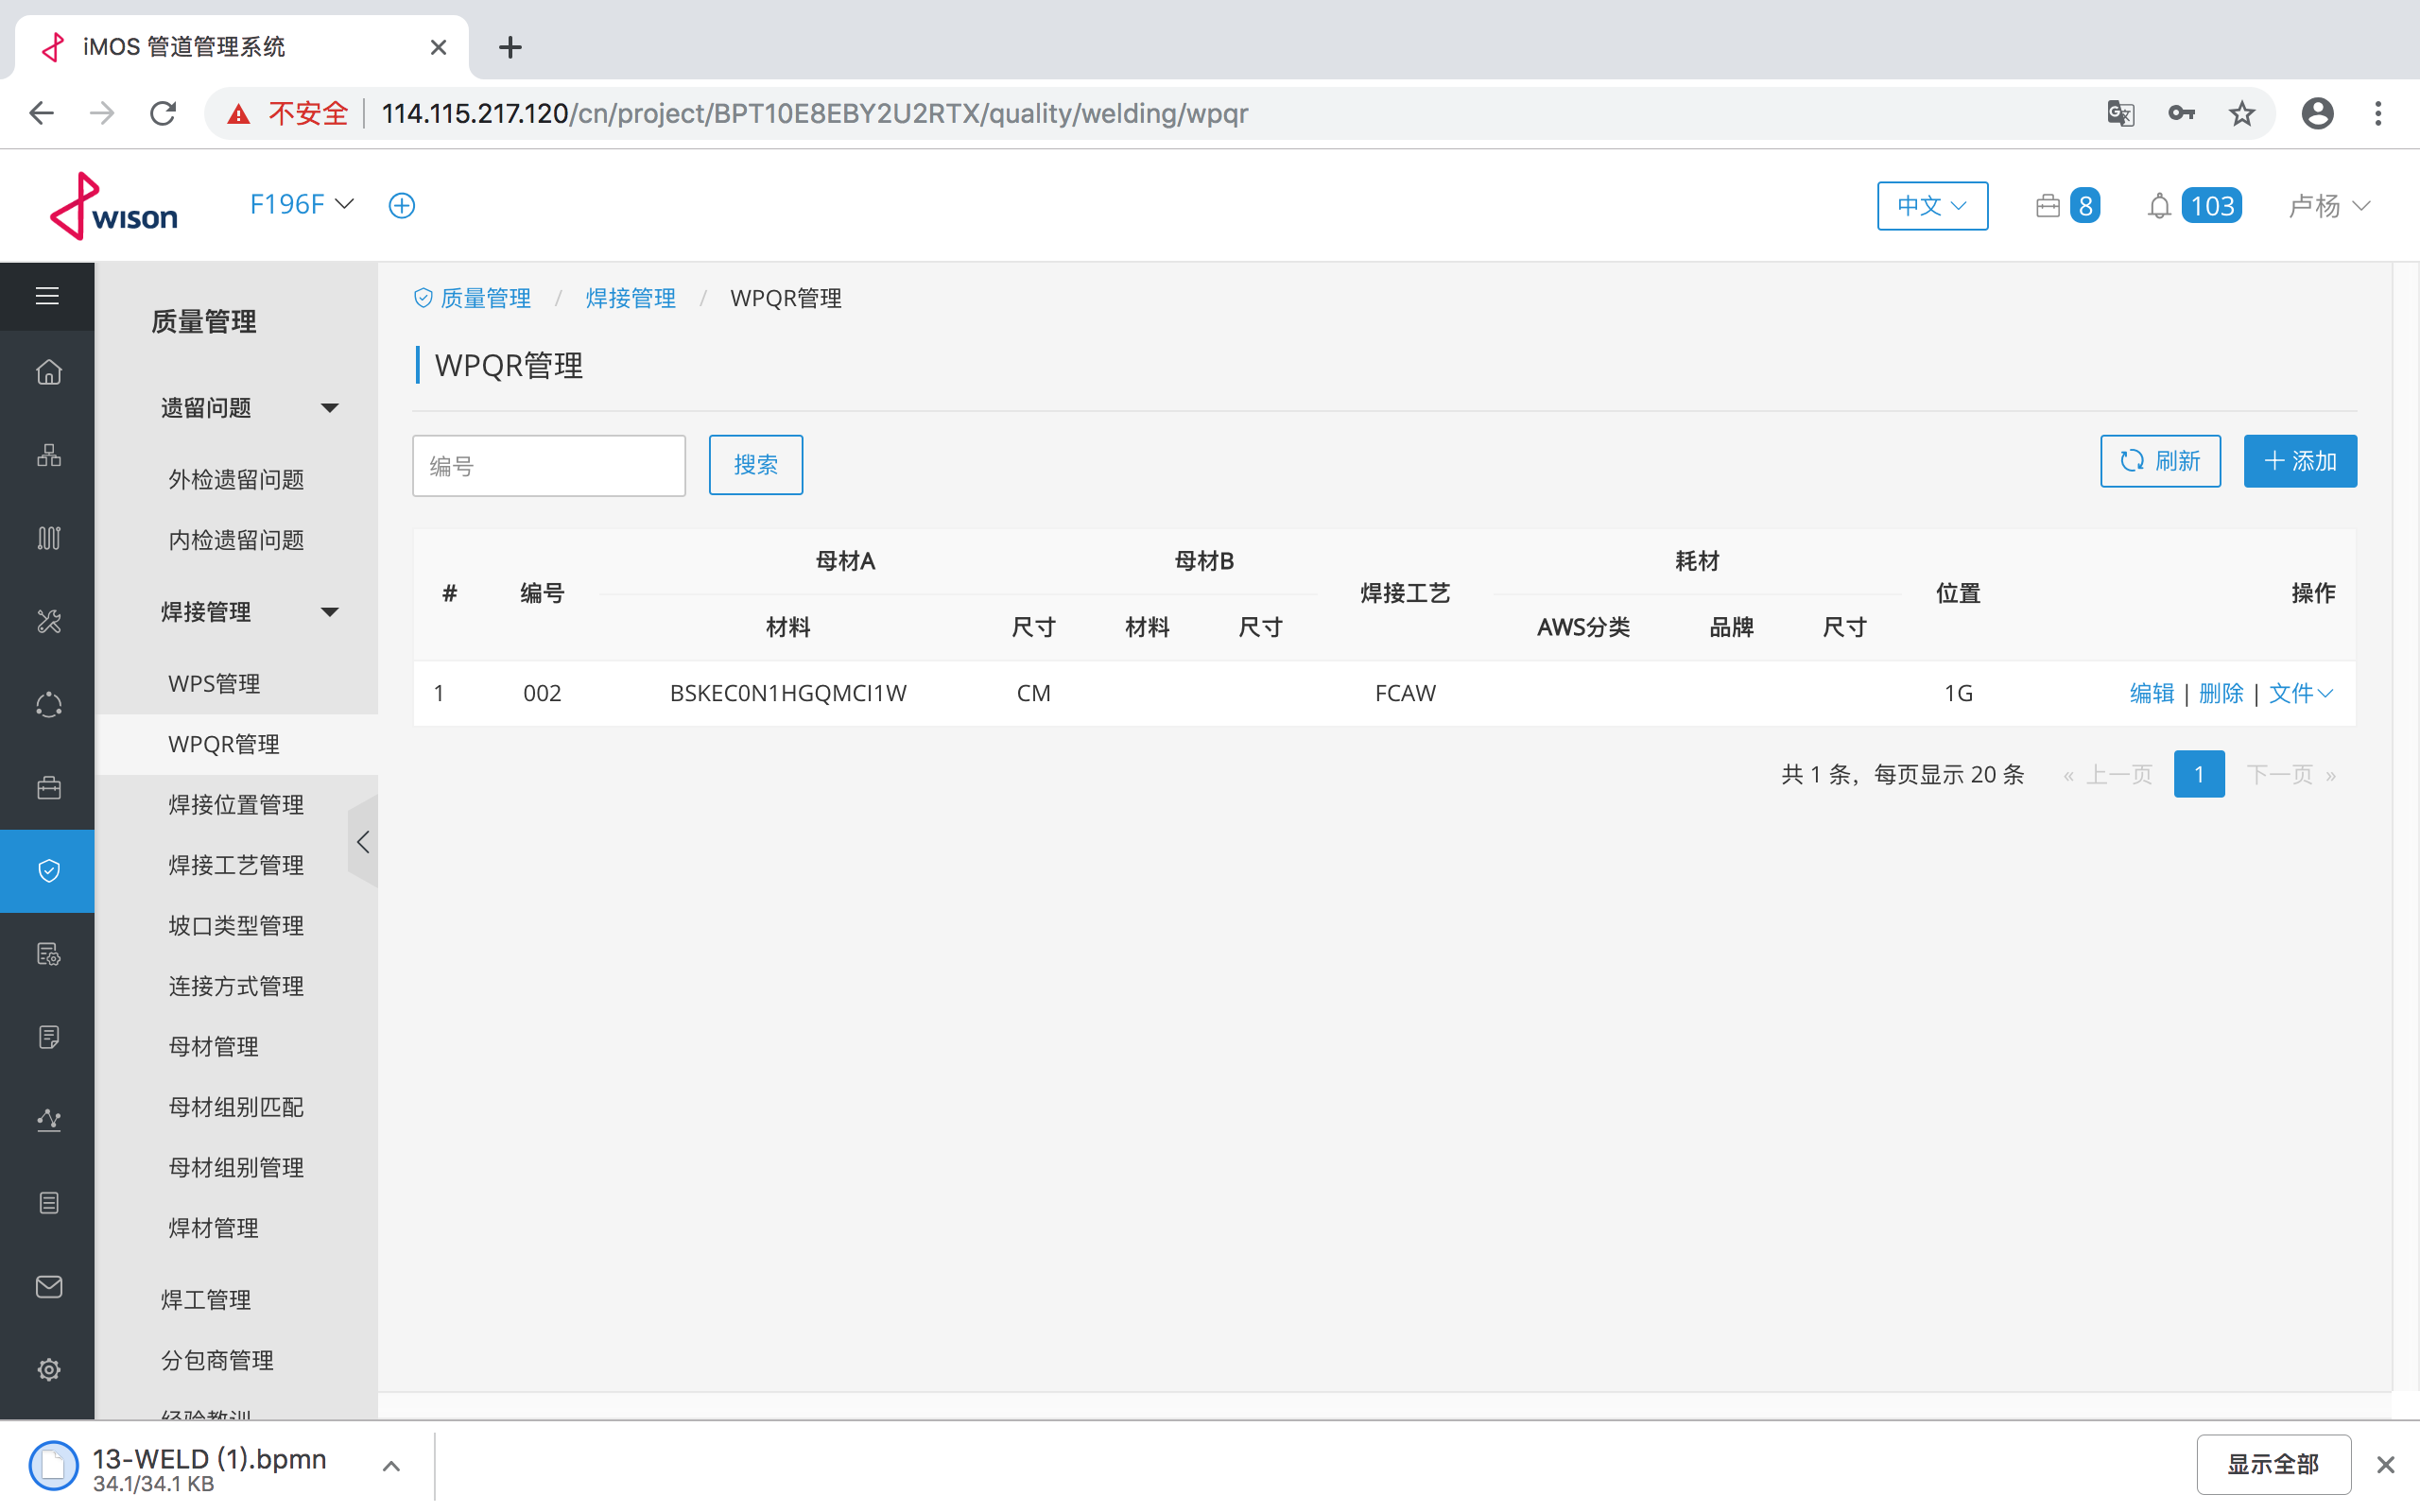 iMOS 管道管理系统
不安全 114.115.217.120/cn/project/BPT10E8EBY2U2RTX/quality/welding/wpqr
wison
F196F
中文
8
103
卢杨
质量管理
遗留问题
外检遗留问题
内检遗留问题
焊接管理
WPS管理
WPQR管理
焊接位置管理
焊接工艺管理
坡口类型管理
连接方式管理
母材管理
母材组别匹配
母材组别管理
焊材管理
焊工管理
分包商管理
经验教训
质量管理 / 焊接管理 / WPQR管理
WPQR管理
编号 搜索 刷新 添加
# 编号 母材A 母材B 焊接工艺 耗材 位置 操作
材料 尺寸 材料 尺寸 AWS分类 品牌 尺寸
1 002 BSKEC0N1HGQMCI1W CM FCAW 1G 编辑 | 删除 | 文件
共 1 条，每页显示 20 条 « 上一页 1 下一页 »
13-WELD (1).bpmn
34.1/34.1 KB
显示全部